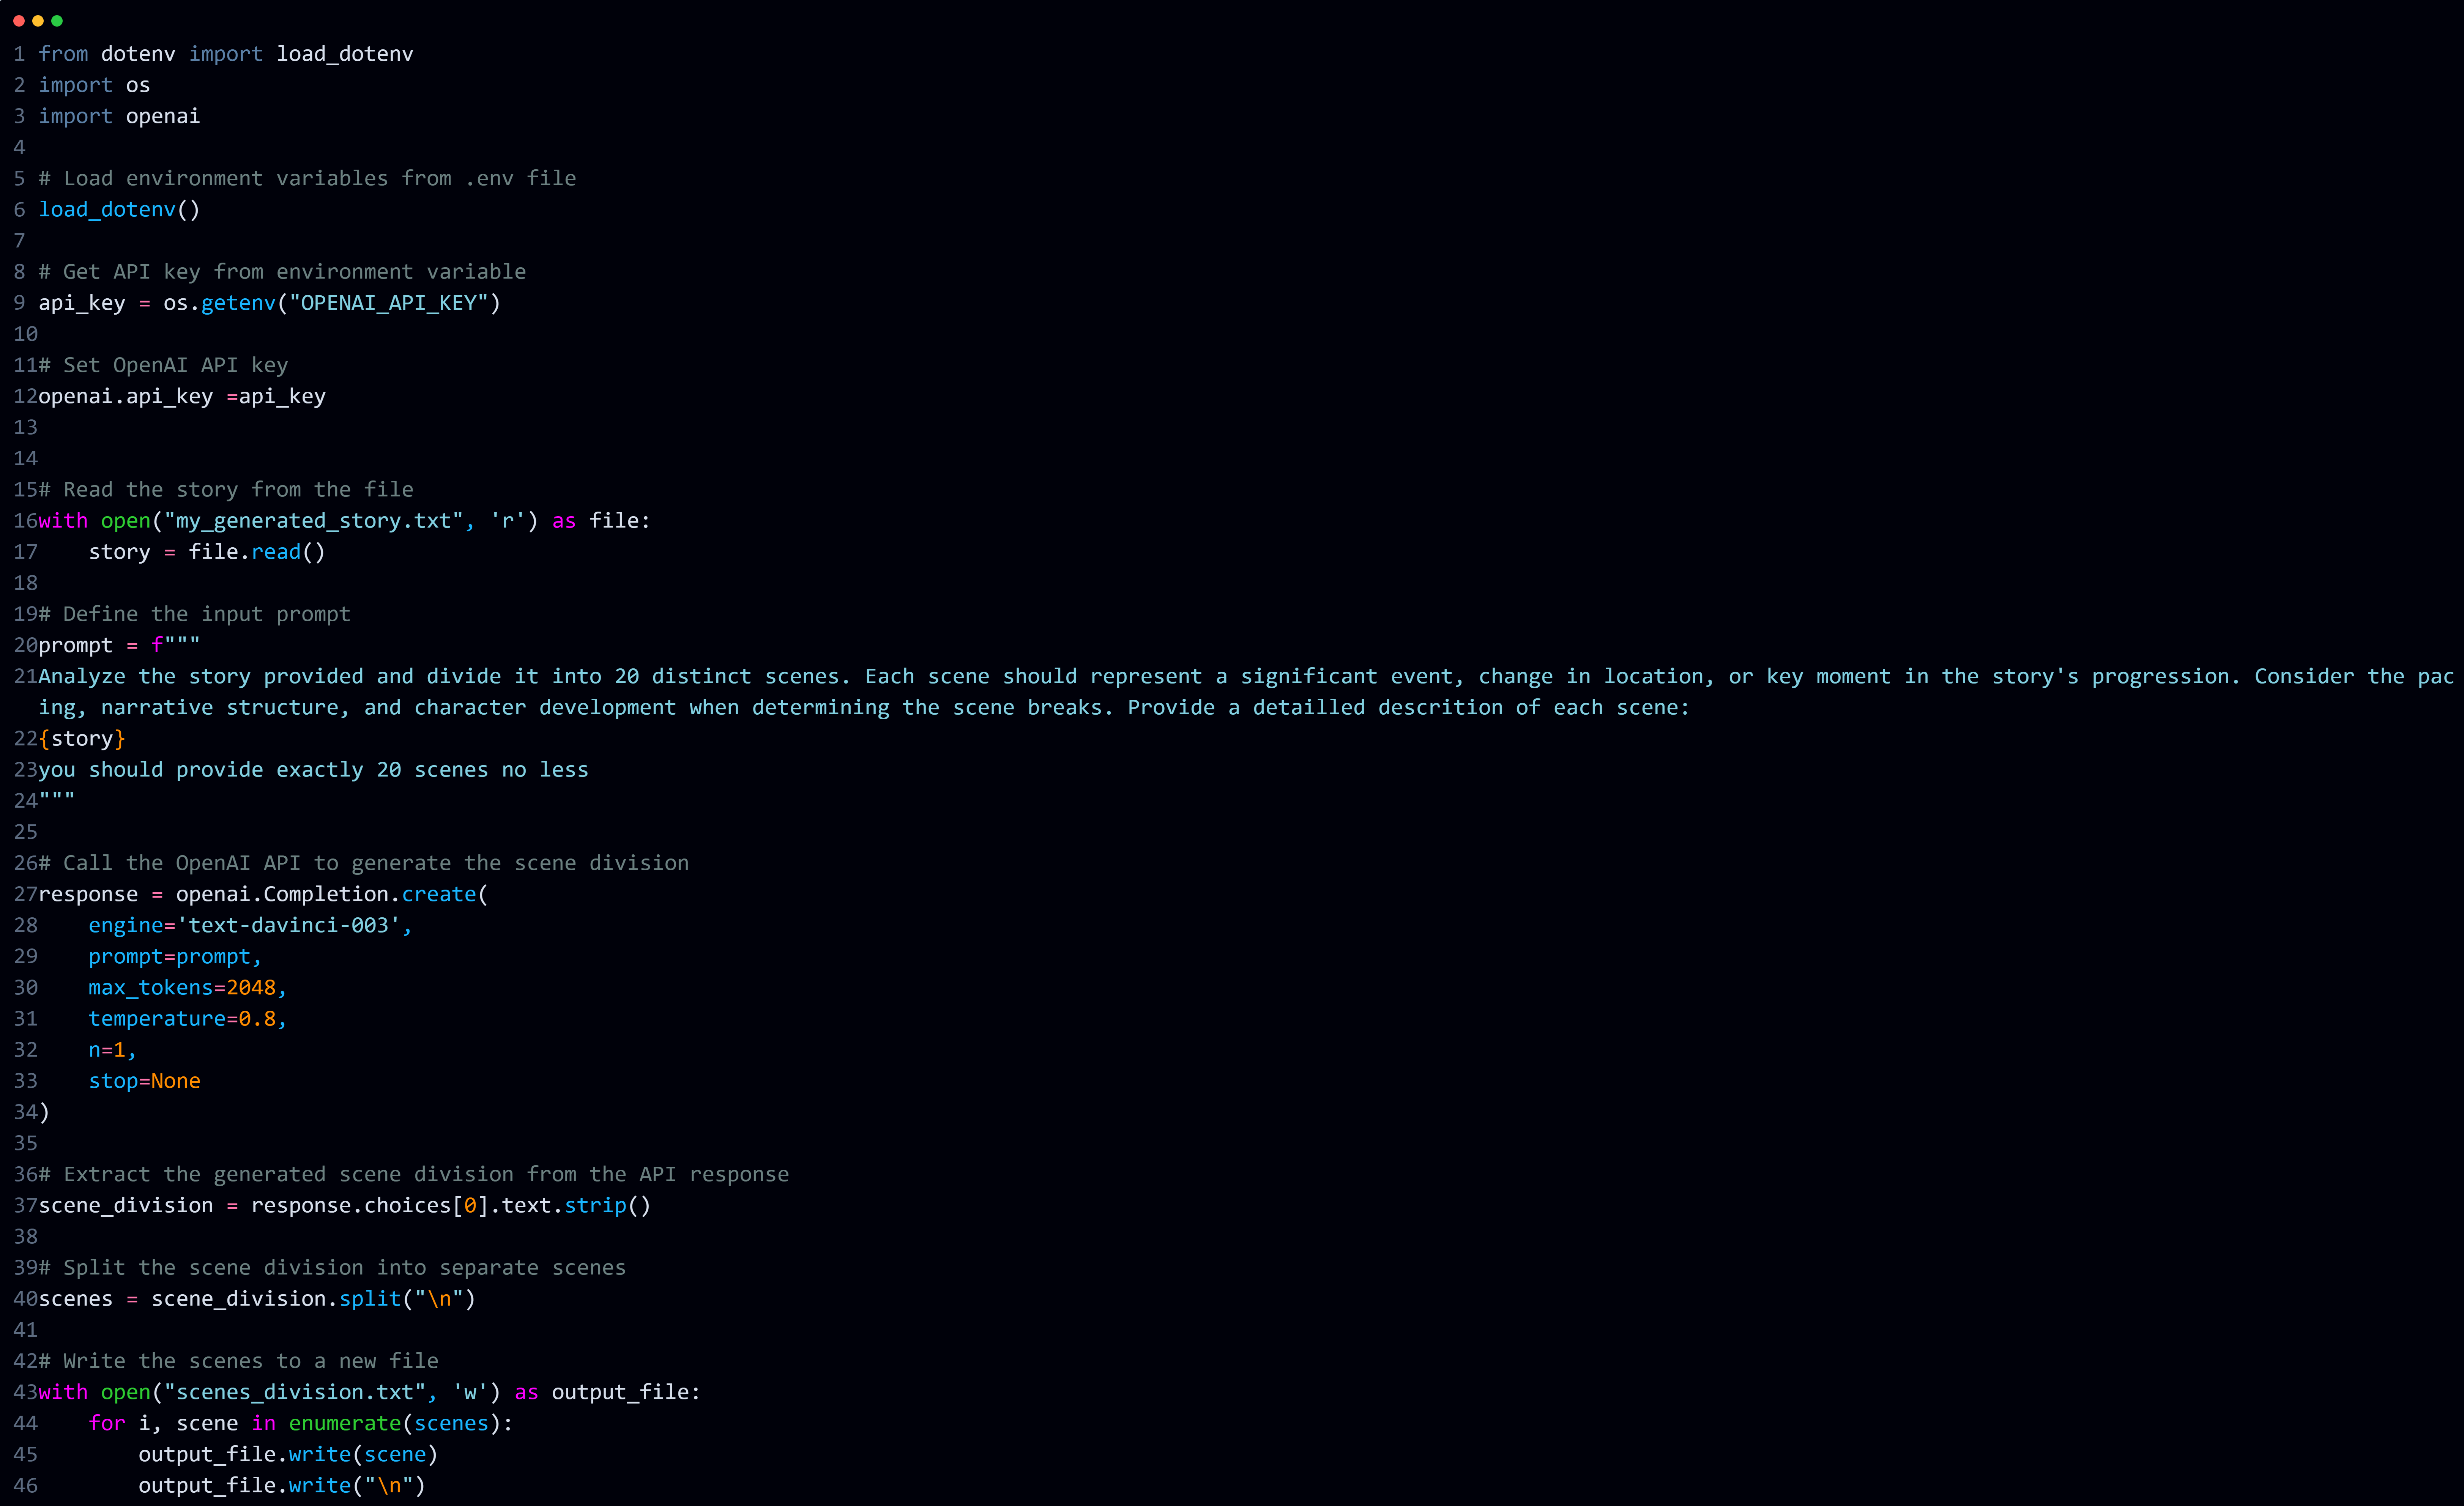 1 from dotenv import load_dotenv
2 import os
3 import openai
4
5 # Load environment variables from .env file
6 load_dotenv()
7
8 # Get API key from environment variable
9 api_key = os.getenv("OPENAI_API_KEY")
10
11# Set OpenAI API key
12openai.api_key =api_key
13
14
15# Read the story from the file
16with open("my_generated_story.txt", 'r') as file:
17    story = file.read()
18
19# Define the input prompt
20prompt = f"""
21Analyze the story provided and divide it into 20 distinct scenes. Each scene should represent a significant event, change in location, or key moment in the story's progression. Consider the pac
ing, narrative structure, and character development when determining the scene breaks. Provide a detailled descrition of each scene:
22{story}
23you should provide exactly 20 scenes no less
24"""
25
26# Call the OpenAI API to generate the scene division
27response = openai.Completion.create(
28    engine='text-davinci-003',
29    prompt=prompt,
30    max_tokens=2048,
31    temperature=0.8,
32    n=1,
33    stop=None
34)
35
36# Extract the generated scene division from the API response
37scene_division = response.choices[0].text.strip()
38
39# Split the scene division into separate scenes
40scenes = scene_division.split("\n")
41
42# Write the scenes to a new file
43with open("scenes_division.txt", 'w') as output_file:
44    for i, scene in enumerate(scenes):
45        output_file.write(scene)
46        output_file.write("\n")